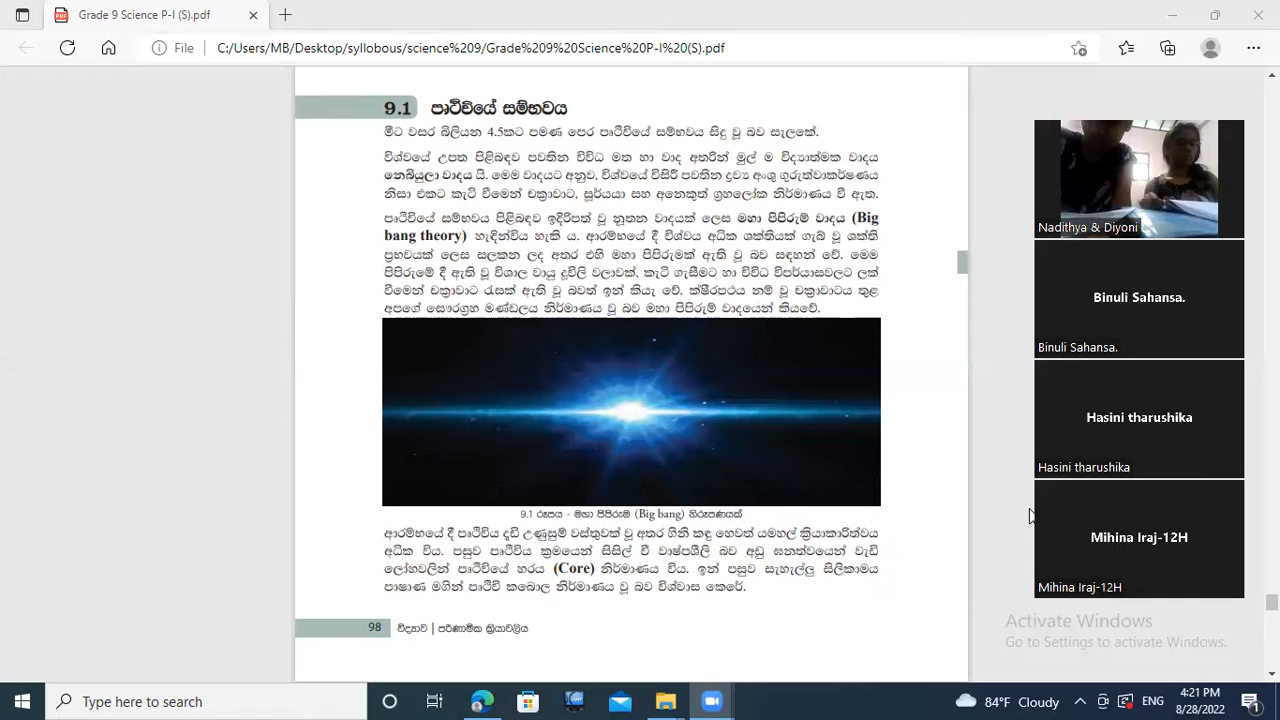 Grade 9 Science P-I (S).pdf
File
C:/Users/MB/Desktop/syllobous/science%209/Grade%209%20Science%20P-I%20(S).pdf
9.1 පෘථිවියේ සම්භවය
මීට වසර බිලියන 4.5කට පමණ පෙර පෘථිවියේ සම්භවය සිදු වූ බව සැලකේ.
විශ්වයේ උපත පිළිබඳව පවතින විවිධ මත හා වාද අතරින් මුල් ම විද්‍යාත්මක වාදය
නෙබියුලා වාදය යි. මෙම වාදයට අනුව, විශ්වයේ විසිරී පවතින ද්‍රව්‍ය අංශු ගුරුත්වාකර්ෂණය
නිසා එකට කැටි වීමෙන් චක්‍රාවාට, සූර්යයා සහ අනෙකුත් ග්‍රහලෝක නිර්මාණය වී ඇත.
පෘථිවියේ සම්භවය පිළිබඳව ඉදිරිපත් වූ නූතන වාදයක් ලෙස මහා පිපිරුම් වාදය (Big
bang theory) හැඳින්විය හැකි ය. ආරම්භයේ දී විශ්වය අධික ශක්තියක් ගැබ් වූ ශක්ති
ප්‍රභවයක් ලෙස සලකන ලද අතර එහි මහා පිපිරුමක් ඇති වූ බව සඳහන් වේ. මෙම
පිපිරුමේ දී ඇති වූ විශාල වායු දූවිලි වලාවක්, කැටි ගැසීමට හා විවිධ විපර්යාසවලට ලක්
වීමෙන් චක්‍රාවාට රැසක් ඇති වූ බවත් ඉන් කියැ වේ. ක්ෂීරපථය නම් වූ චක්‍රාවාටය තුළ
අපගේ සෞරග්‍රහ මණ්ඩලය නිර්මාණය වූ බව මහා පිපිරුම් වාදයෙන් කියවේ.
9.1 රූපය - මහා පිපිරුම (Big bang) නිරූපණයක්
ආරම්භයේ දී පෘථිවිය දැඩි උණුසුම් වස්තුවක් වූ අතර ගිනි කඳු හෙවත් යමහල් ක්‍රියාකාරිත්වය
අධික විය. පසුව පෘථිවිය ක්‍රමයෙන් සිසිල් වී වාෂ්පශීලි බව අඩු ඝනත්වයෙන් වැඩි
ලෝහවලින් පෘථිවියේ හරය (Core) නිර්මාණය විය. ඉන් පසුව සැහැල්ලු සිලිකාමය
පාෂාණ මගින් පෘථිවි කබොල නිර්මාණය වූ බව විශ්වාස කෙරේ.
98 විද්‍යාව | පරිණාමික ක්‍රියාවලිය
Nadithya & Diyoni
Binuli Sahansa.
Binuli Sahansa.
Hasini tharushika
Hasini tharushika
Mihina Iraj-12H
Mihina Iraj-12H
Activate Windows
Go to Settings to activate Windows.
Type here to search
84°F Cloudy
ENG
4:21 PM
8/28/2022
1